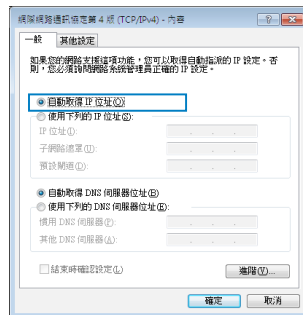 網際網路通訊協定第 4 版 (TCP/IPv4) - 內容
一般
其他設定
如果您的網路支援這項功能，您可以取得自動指派的 IP 設定。否
則，您必須詢問網路系統管理員正確的 IP 設定。
自動取得 IP 位址(O)
使用下列的 IP 位址(S):
IP 位址(I):
子網路遮罩(U):
預設閘道(D):
自動取得 DNS 伺服器位址(B)
使用下列的 DNS 伺服器位址(E):
慣用 DNS 伺服器(P):
其他 DNS 伺服器(A):
結束時確認設定(L)
進階(V)...
確定
取消